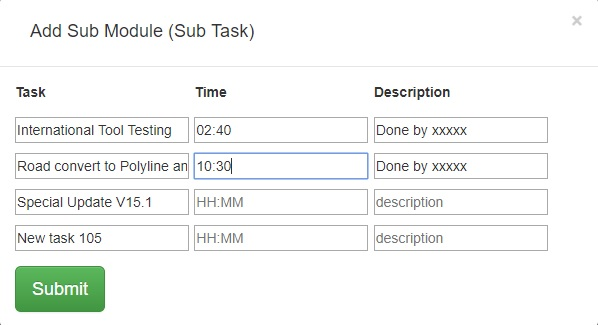 Add Sub Module (Sub Task)
×
Task Time Description
International Tool Testing 02:40 Done by xxxxx
Road convert to Polyline an 10:30 Done by xxxxx
Special Update V15.1 HH:MM description
New task 105 HH:MM description
Submit